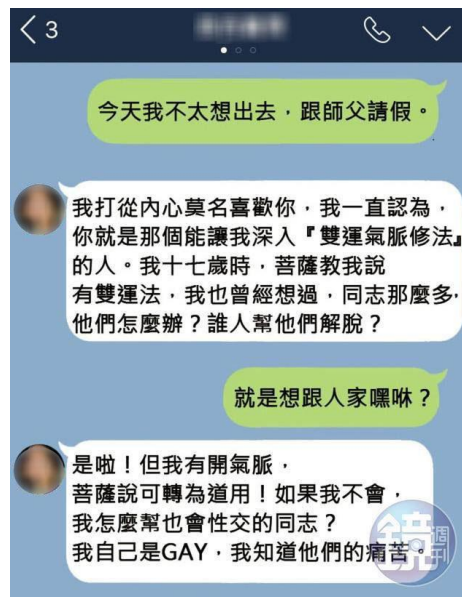 3
今天我不太想出去，跟師父請假。
我打從內心莫名喜歡你，我一直認為，
你就是那個能讓我深入『雙運氣脈修法』
的人。我十七歲時，菩薩教我說
有雙運法，我也曾經想過，同志那麼多，
他們怎麼辦？誰人幫他們解脫？
就是想跟人家嘿咻？
是啦！但我有開氣脈，
菩薩說可轉為道用！如果我不會，
我怎麼幫也會性交的同志？
我自己是GAY，我知道他們的痛苦。
鏡週刊